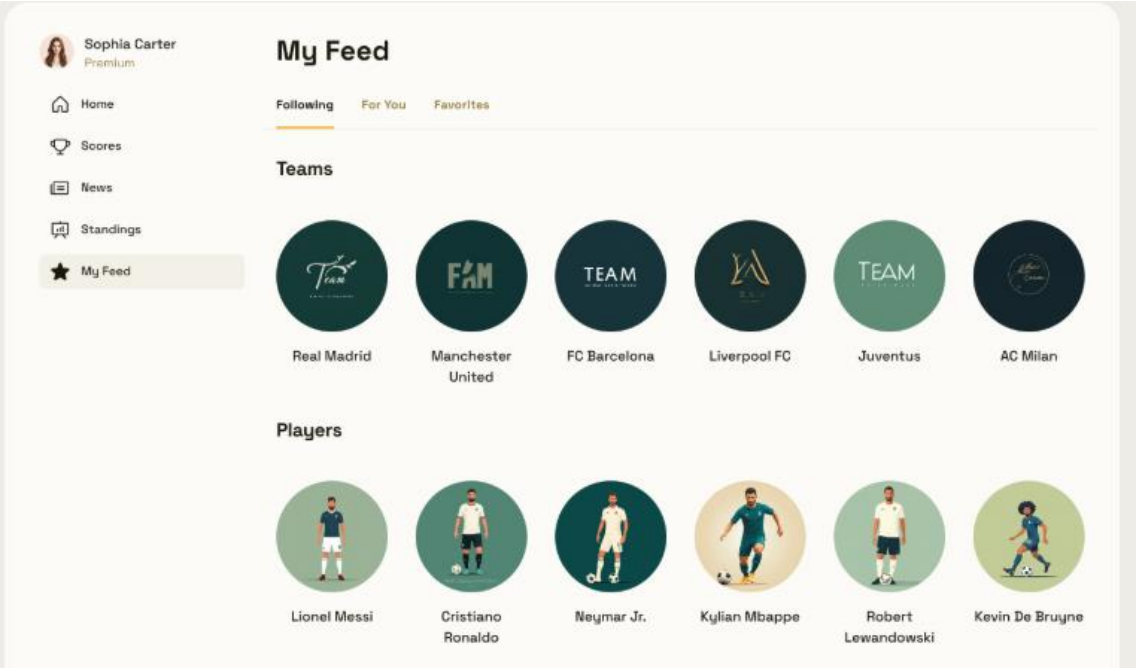 Sophia Carter
Premium
Home
Scores
News
Standings
My Feed
My Feed
Following For You Favorites
Teams
Team
FAM
TEAM
TEAM
Real Madrid
Manchester
United
FC Barcelona
Liverpool FC
Juventus
AC Milan
Players
Lionel Messi
Cristiano
Ronaldo
Neymar Jr.
Kylian Mbappe
Robert
Lewandowski
Kevin De Bruyne